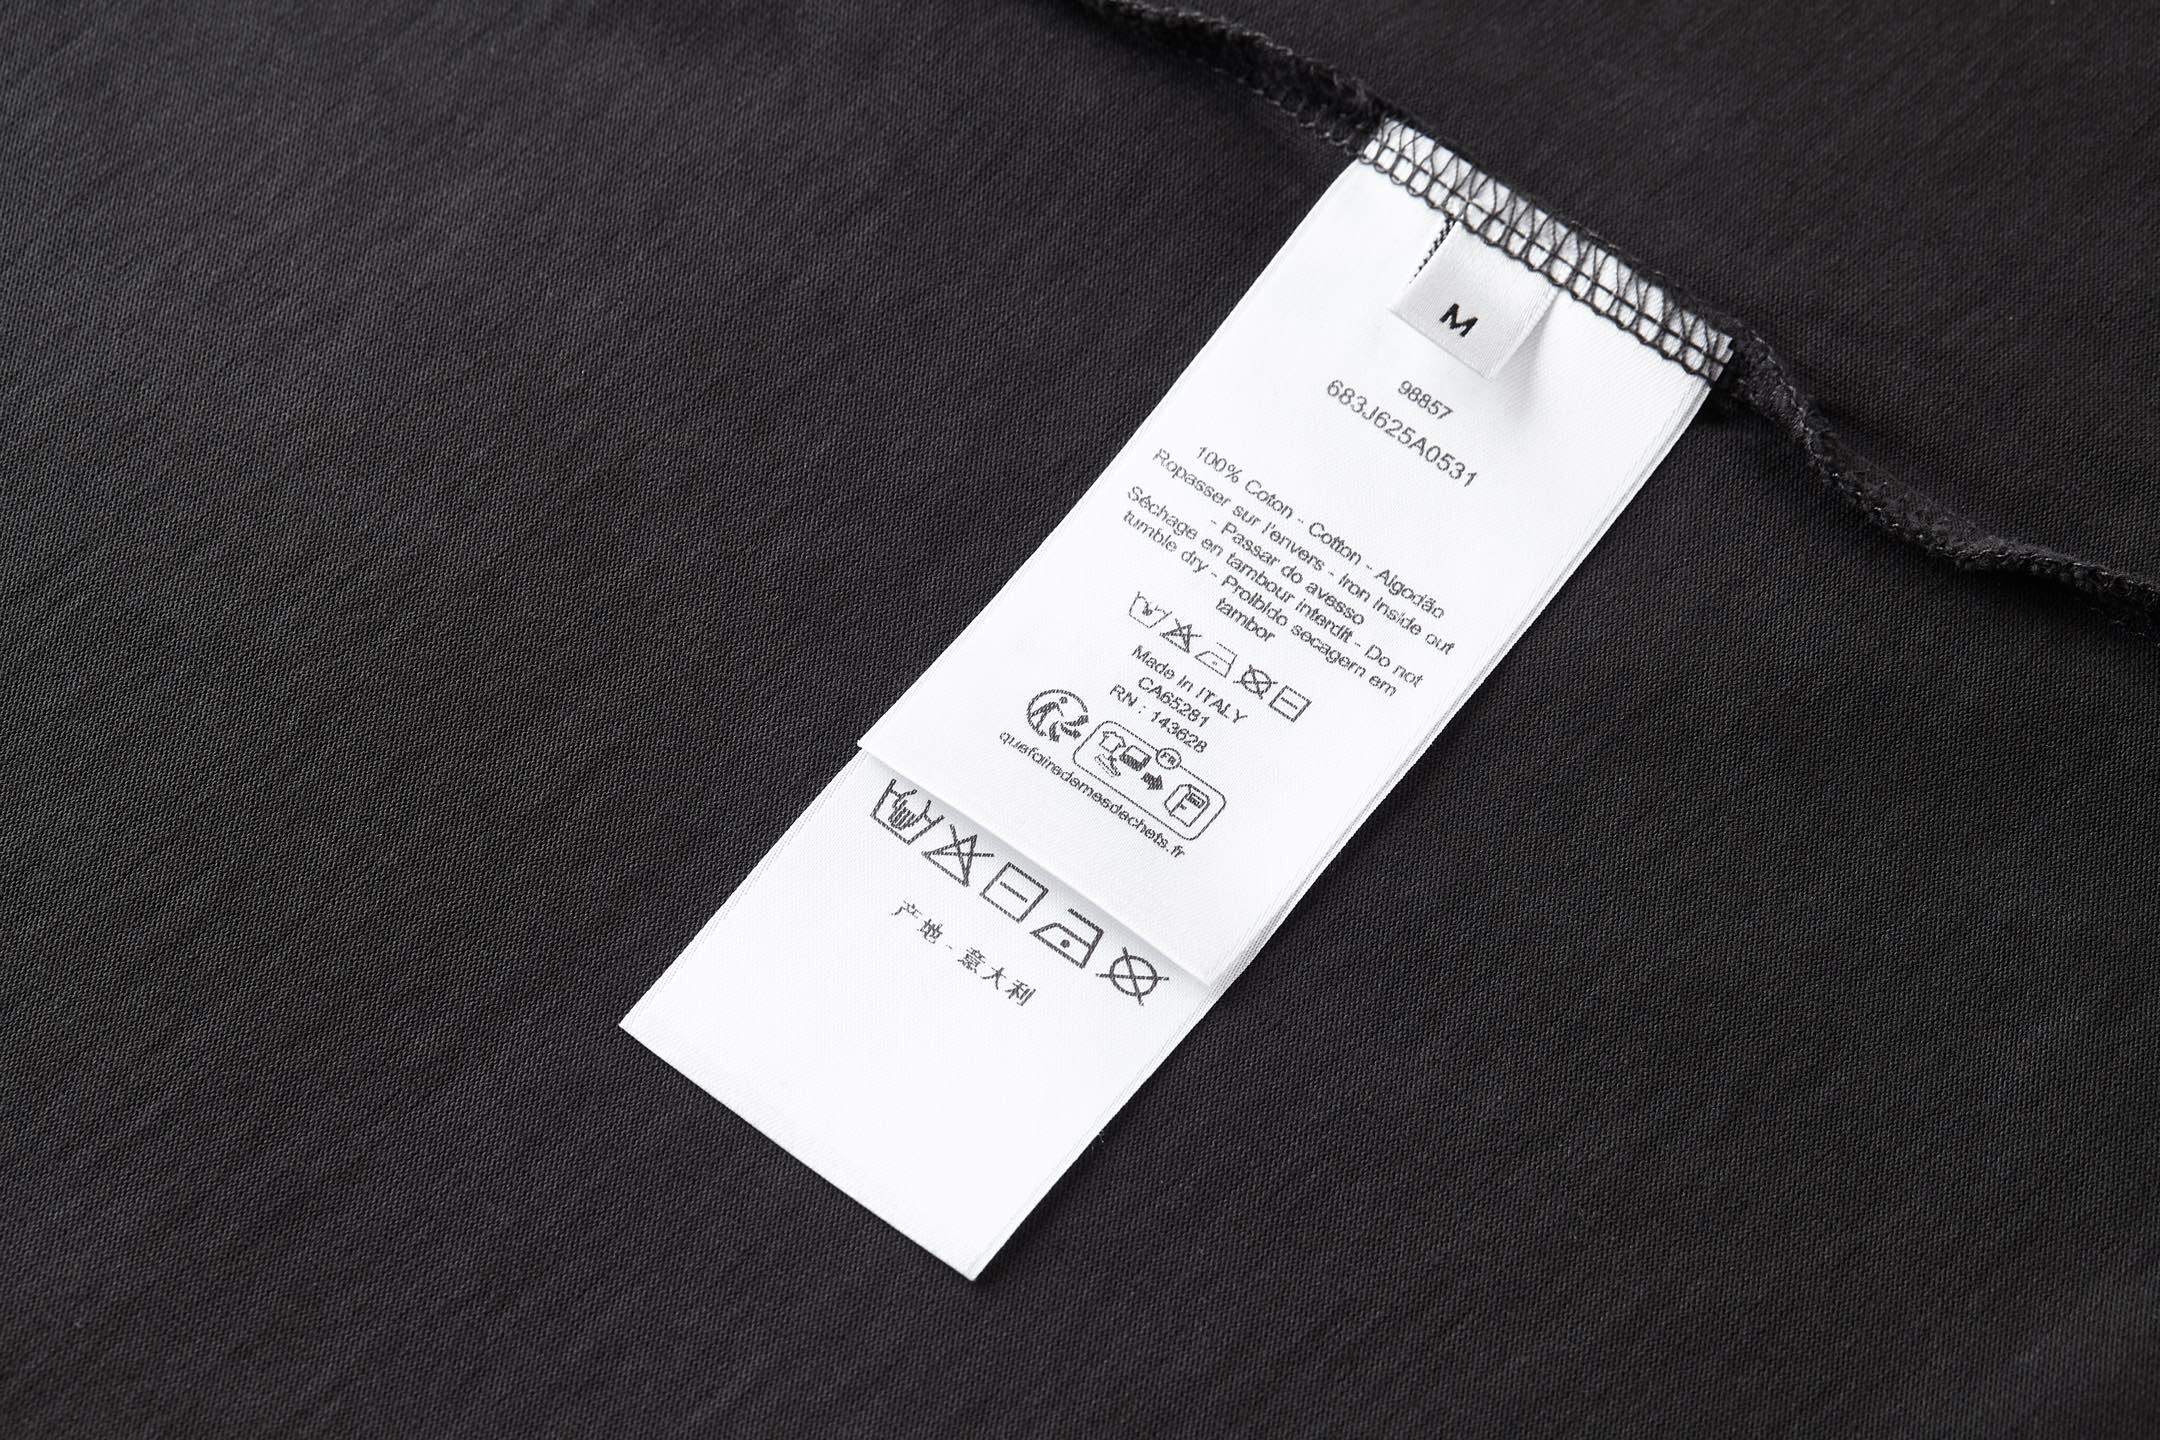 M
98857
683J625A0531
100% Coton - Cotton - Algodão
Ropasser sur l'envers - Iron Inside out
- Passar do avesso
Séchage en tambour interdit - Do not
tumble dry - Proibido secagem em
tambor
Made In ITALY
CA65281
RN : 143628
FR
quefairedemesdechets.fr
产地 - 意大利